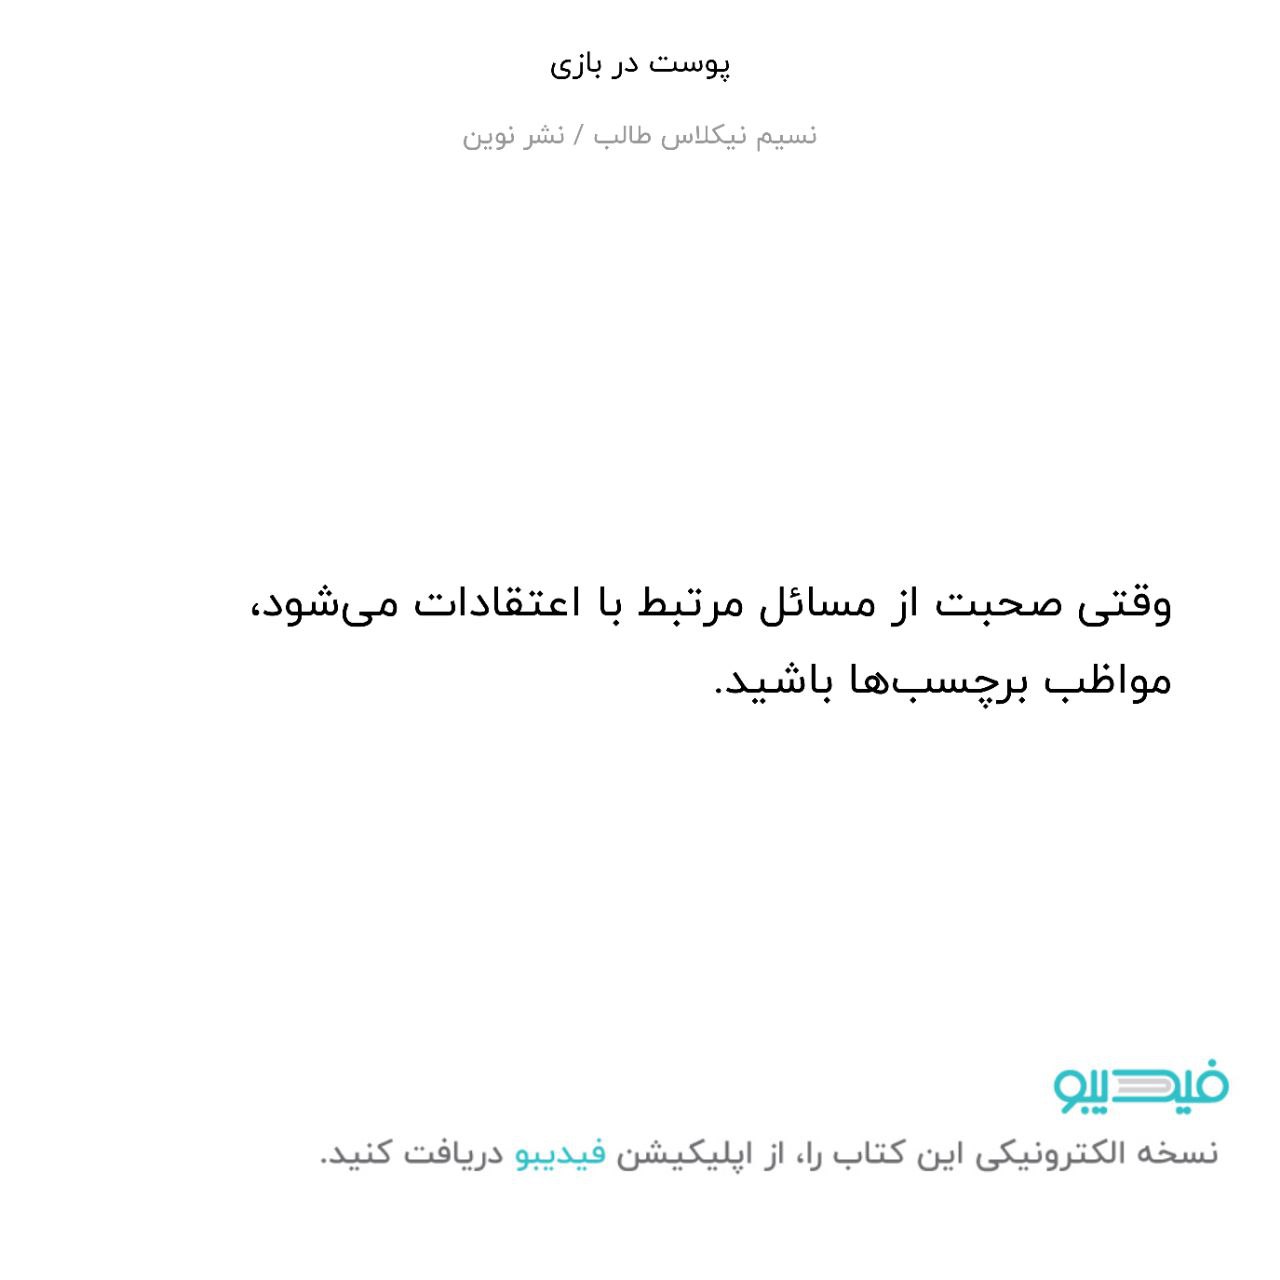 پوست در بازی
نسیم نیکلاس طالب / نشر نوین
وقتی صحبت از مسائل مرتبط با اعتقادات می‌شود،
مواظب برچسب‌ها باشید.
فیدیبو
نسخه الکترونیکی این کتاب را، از اپلیکیشن فیدیبو دریافت کنید.